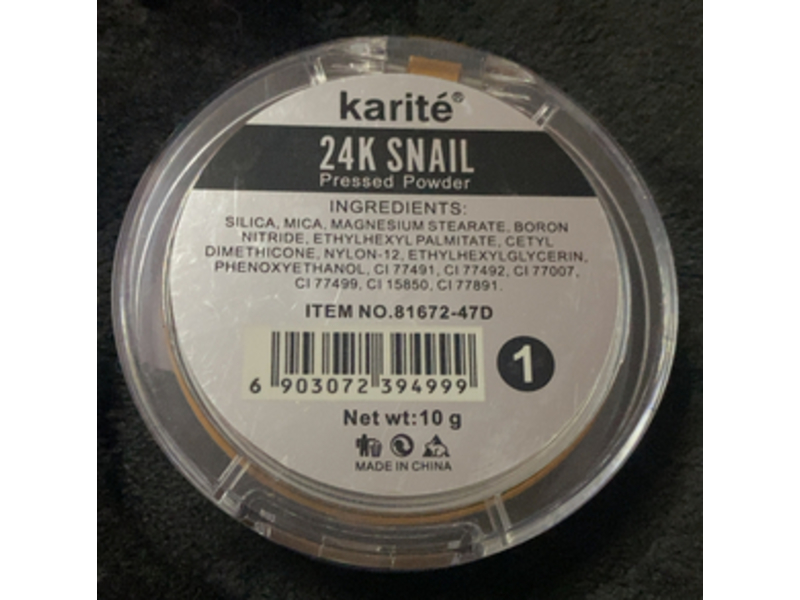 karité®
24K SNAIL
Pressed Powder
INGREDIENTS:
SILICA, MICA, MAGNESIUM STEARATE, BORON
NITRIDE, ETHYLHEXYL PALMITATE, CETYL
DIMETHICONE, NYLON-12, ETHYLHEXYLGLYCERIN,
PHENOXYETHANOL, CI 77491, CI 77492, CI 77007,
CI 77499, CI 15850, CI 77891.
ITEM NO.81672-47D
6 903072 394999
1
Net wt:10 g
MADE IN CHINA